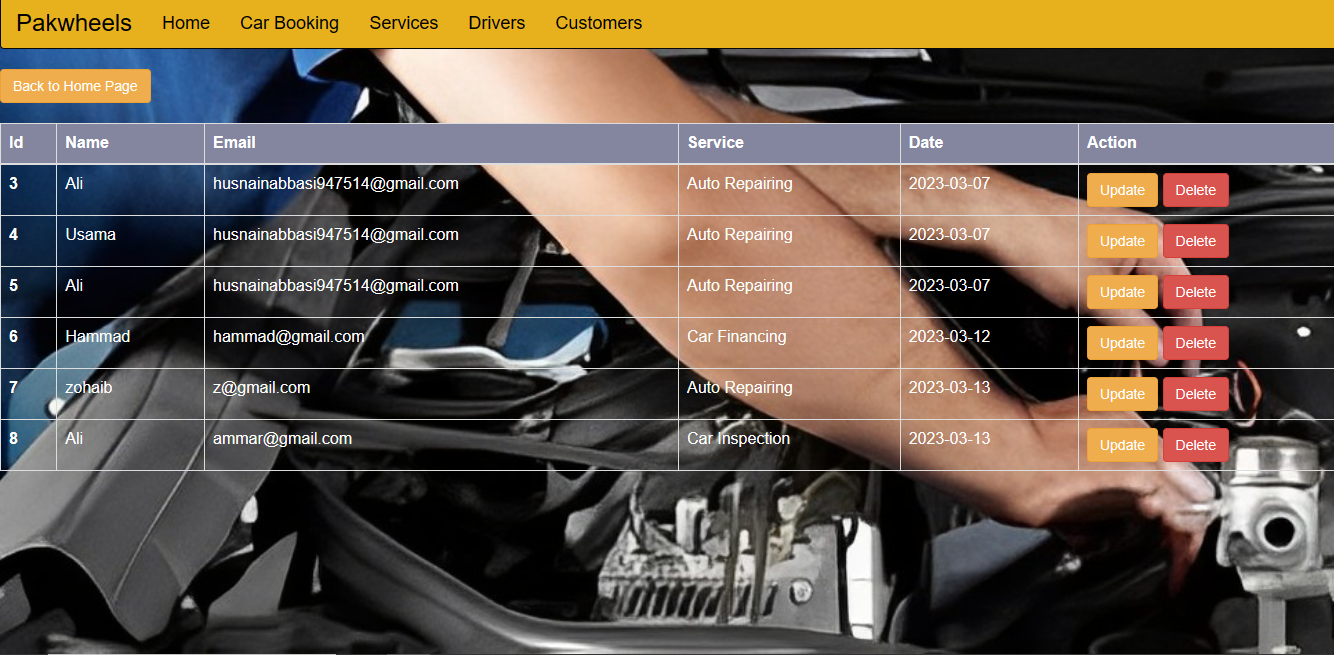 Pakwheels Home Car Booking Services Drivers Customers
Back to Home Page
Id Name Email Service Date Action
3 Ali husnainabbasi947514@gmail.com Auto Repairing 2023-03-07 Update Delete
4 Usama husnainabbasi947514@gmail.com Auto Repairing 2023-03-07 Update Delete
5 Ali husnainabbasi947514@gmail.com Auto Repairing 2023-03-07 Update Delete
6 Hammad hammad@gmail.com Car Financing 2023-03-12 Update Delete
7 zohaib z@gmail.com Auto Repairing 2023-03-13 Update Delete
8 Ali ammar@gmail.com Car Inspection 2023-03-13 Update Delete